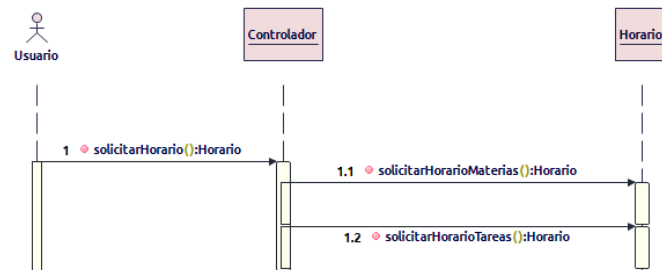 Usuario
Controlador
Horario
1 solicitarHorario():Horario
1.1 solicitarHorarioMaterias():Horario
1.2 solicitarHorarioTareas():Horario